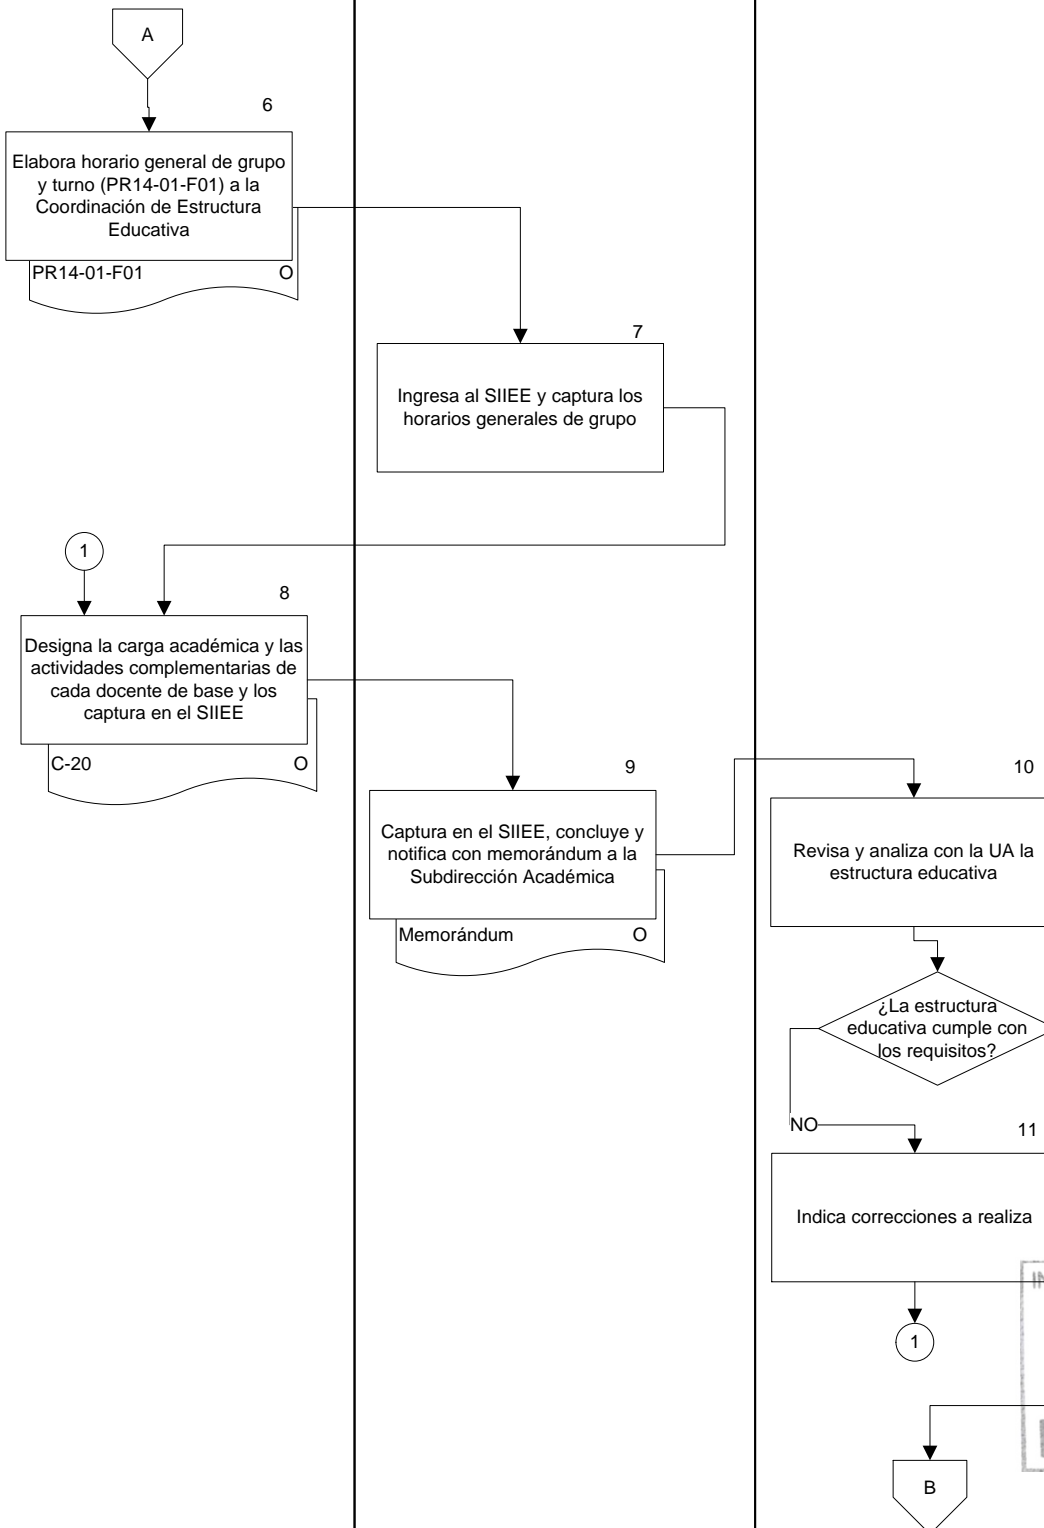 A
6
Elabora horario general de grupo
y turno (PR14-01-F01) a la
Coordinación de Estructura
Educativa
PR14-01-F01 O
7
Ingresa al SIIEE y captura los
horarios generales de grupo
1
8
Designa la carga académica y las
actividades complementarias de
cada docente de base y los
captura en el SIIEE
C-20 O
9
Captura en el SIIEE, concluye y
notifica con memorándum a la
Subdirección Académica
Memorándum O
10
Revisa y analiza con la UA la
estructura educativa
¿La estructura
educativa cumple con
los requisitos?
NO
11
Indica correcciones a realiza
1
B